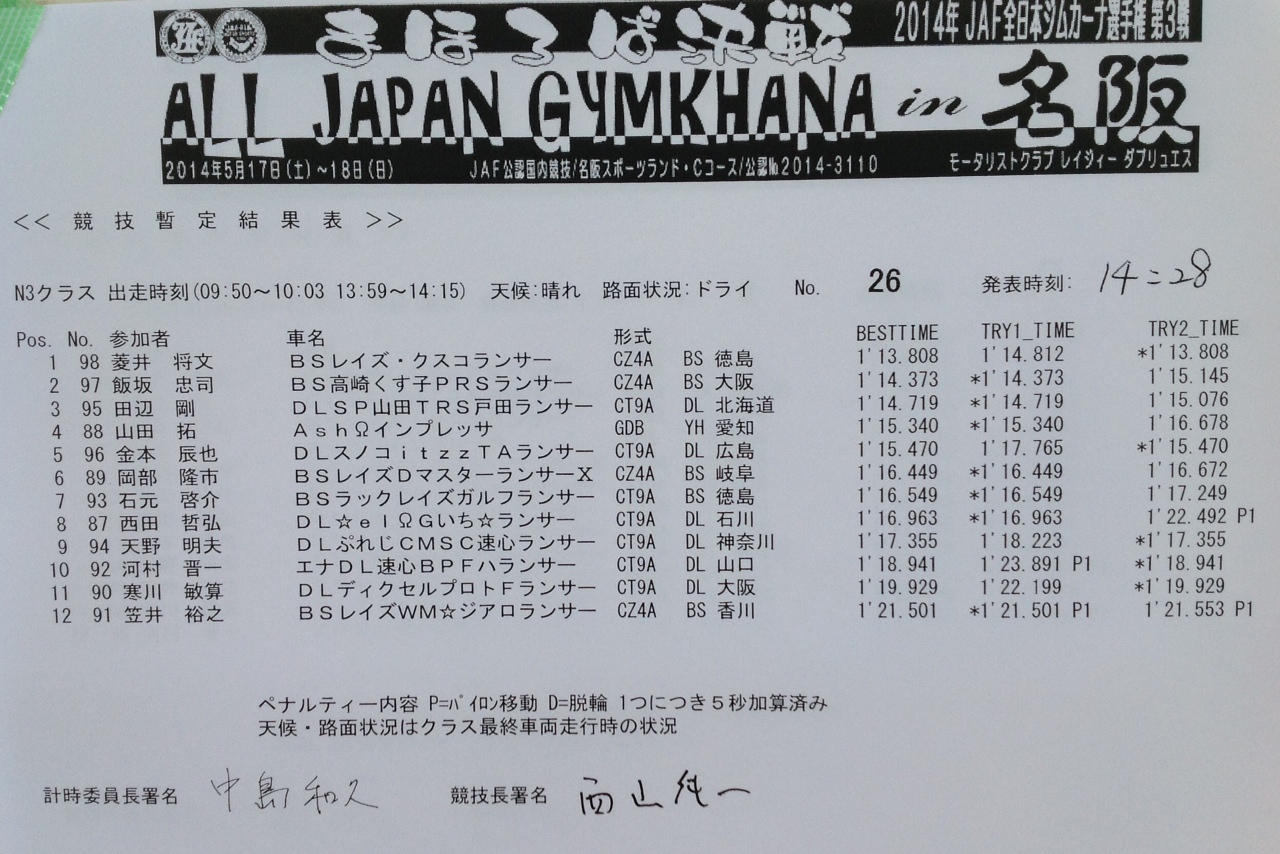 まほろば決戦 2014年 JAF全日本ジムカーナ選手権 第3戦
ALL JAPAN GYMKHANA in 名阪
2014年5月17日(土)～18日(日) JAF公認国内競技/名阪スポーツランド・Cコース/公認No.2014-3110 モータリストクラブ レイジィー ダブリュエス
<< 競 技 暫 定 結 果 表 >>
N3クラス 出走時刻(09:50～10:03 13:59～14:15) 天候:晴れ 路面状況:ドライ No. 26 発表時刻: 14:28
Pos. No. 参加者 車名 形式 BESTTIME TRY1_TIME TRY2_TIME
1 98 菱井 将文 BSレイズ・クスコランサー CZ4A BS 徳島 1'13.808 1'14.812 *1'13.808
2 97 飯坂 忠司 BS高崎くす子PRSランサー CZ4A BS 大阪 1'14.373 *1'14.373 1'15.145
3 95 田辺 剛 DLSP山田TRS戸田ランサー CT9A DL 北海道 1'14.719 *1'14.719 1'15.076
4 88 山田 拓 AshΩインプレッサ GDB YH 愛知 1'15.340 *1'15.340 1'16.678
5 96 金本 辰也 DLスノコitzzTAランサー CT9A DL 広島 1'15.470 1'17.765 *1'15.470
6 89 岡部 隆市 BSレイズDマスターランサーX CZ4A BS 岐阜 1'16.449 *1'16.449 1'16.672
7 93 石元 啓介 BSラックレイズガルフランサー CT9A BS 徳島 1'16.549 *1'16.549 1'17.249
8 87 西田 哲弘 DL☆elΩGいち☆ランサー CT9A DL 石川 1'16.963 *1'16.963 1'22.492 P1
9 94 天野 明夫 DLぷれじCMSC速心ランサー CT9A DL 神奈川 1'17.355 1'18.223 *1'17.355
10 92 河村 晋一 エナDL速心BPFハランサー CT9A DL 山口 1'18.941 1'23.891 P1 *1'18.941
11 90 寒川 敏算 DLディクセルプロトFランサー CT9A DL 大阪 1'19.929 1'22.199 *1'19.929
12 91 笠井 裕之 BSレイズWM☆ジアロランサー CZ4A BS 香川 1'21.501 *1'21.501 P1 1'21.553 P1
ペナルティー内容 P=ﾊﾟｲﾛﾝ移動 D=脱輪 1つにつき5秒加算済み
天候・路面状況はクラス最終車両走行時の状況
計時委員長署名 中島和久 競技長署名 西山純一